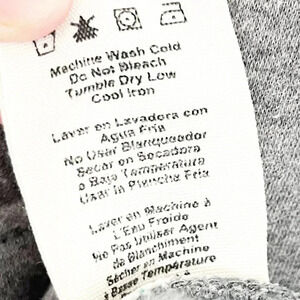 Machine Wash Cold
Do Not Bleach
Tumble Dry Low
Cool Iron
Lavar en Lavadora con
Agua Fria
No Usar Blanqueador
Secar en Secadora
a Baja Temperatura
Usar la Plancha Fria
Laver en Machine à
L'Eau Froide
Ne Pas Utiliser Agent
de Blanchiment
Sécher en Machine
à Basse Température